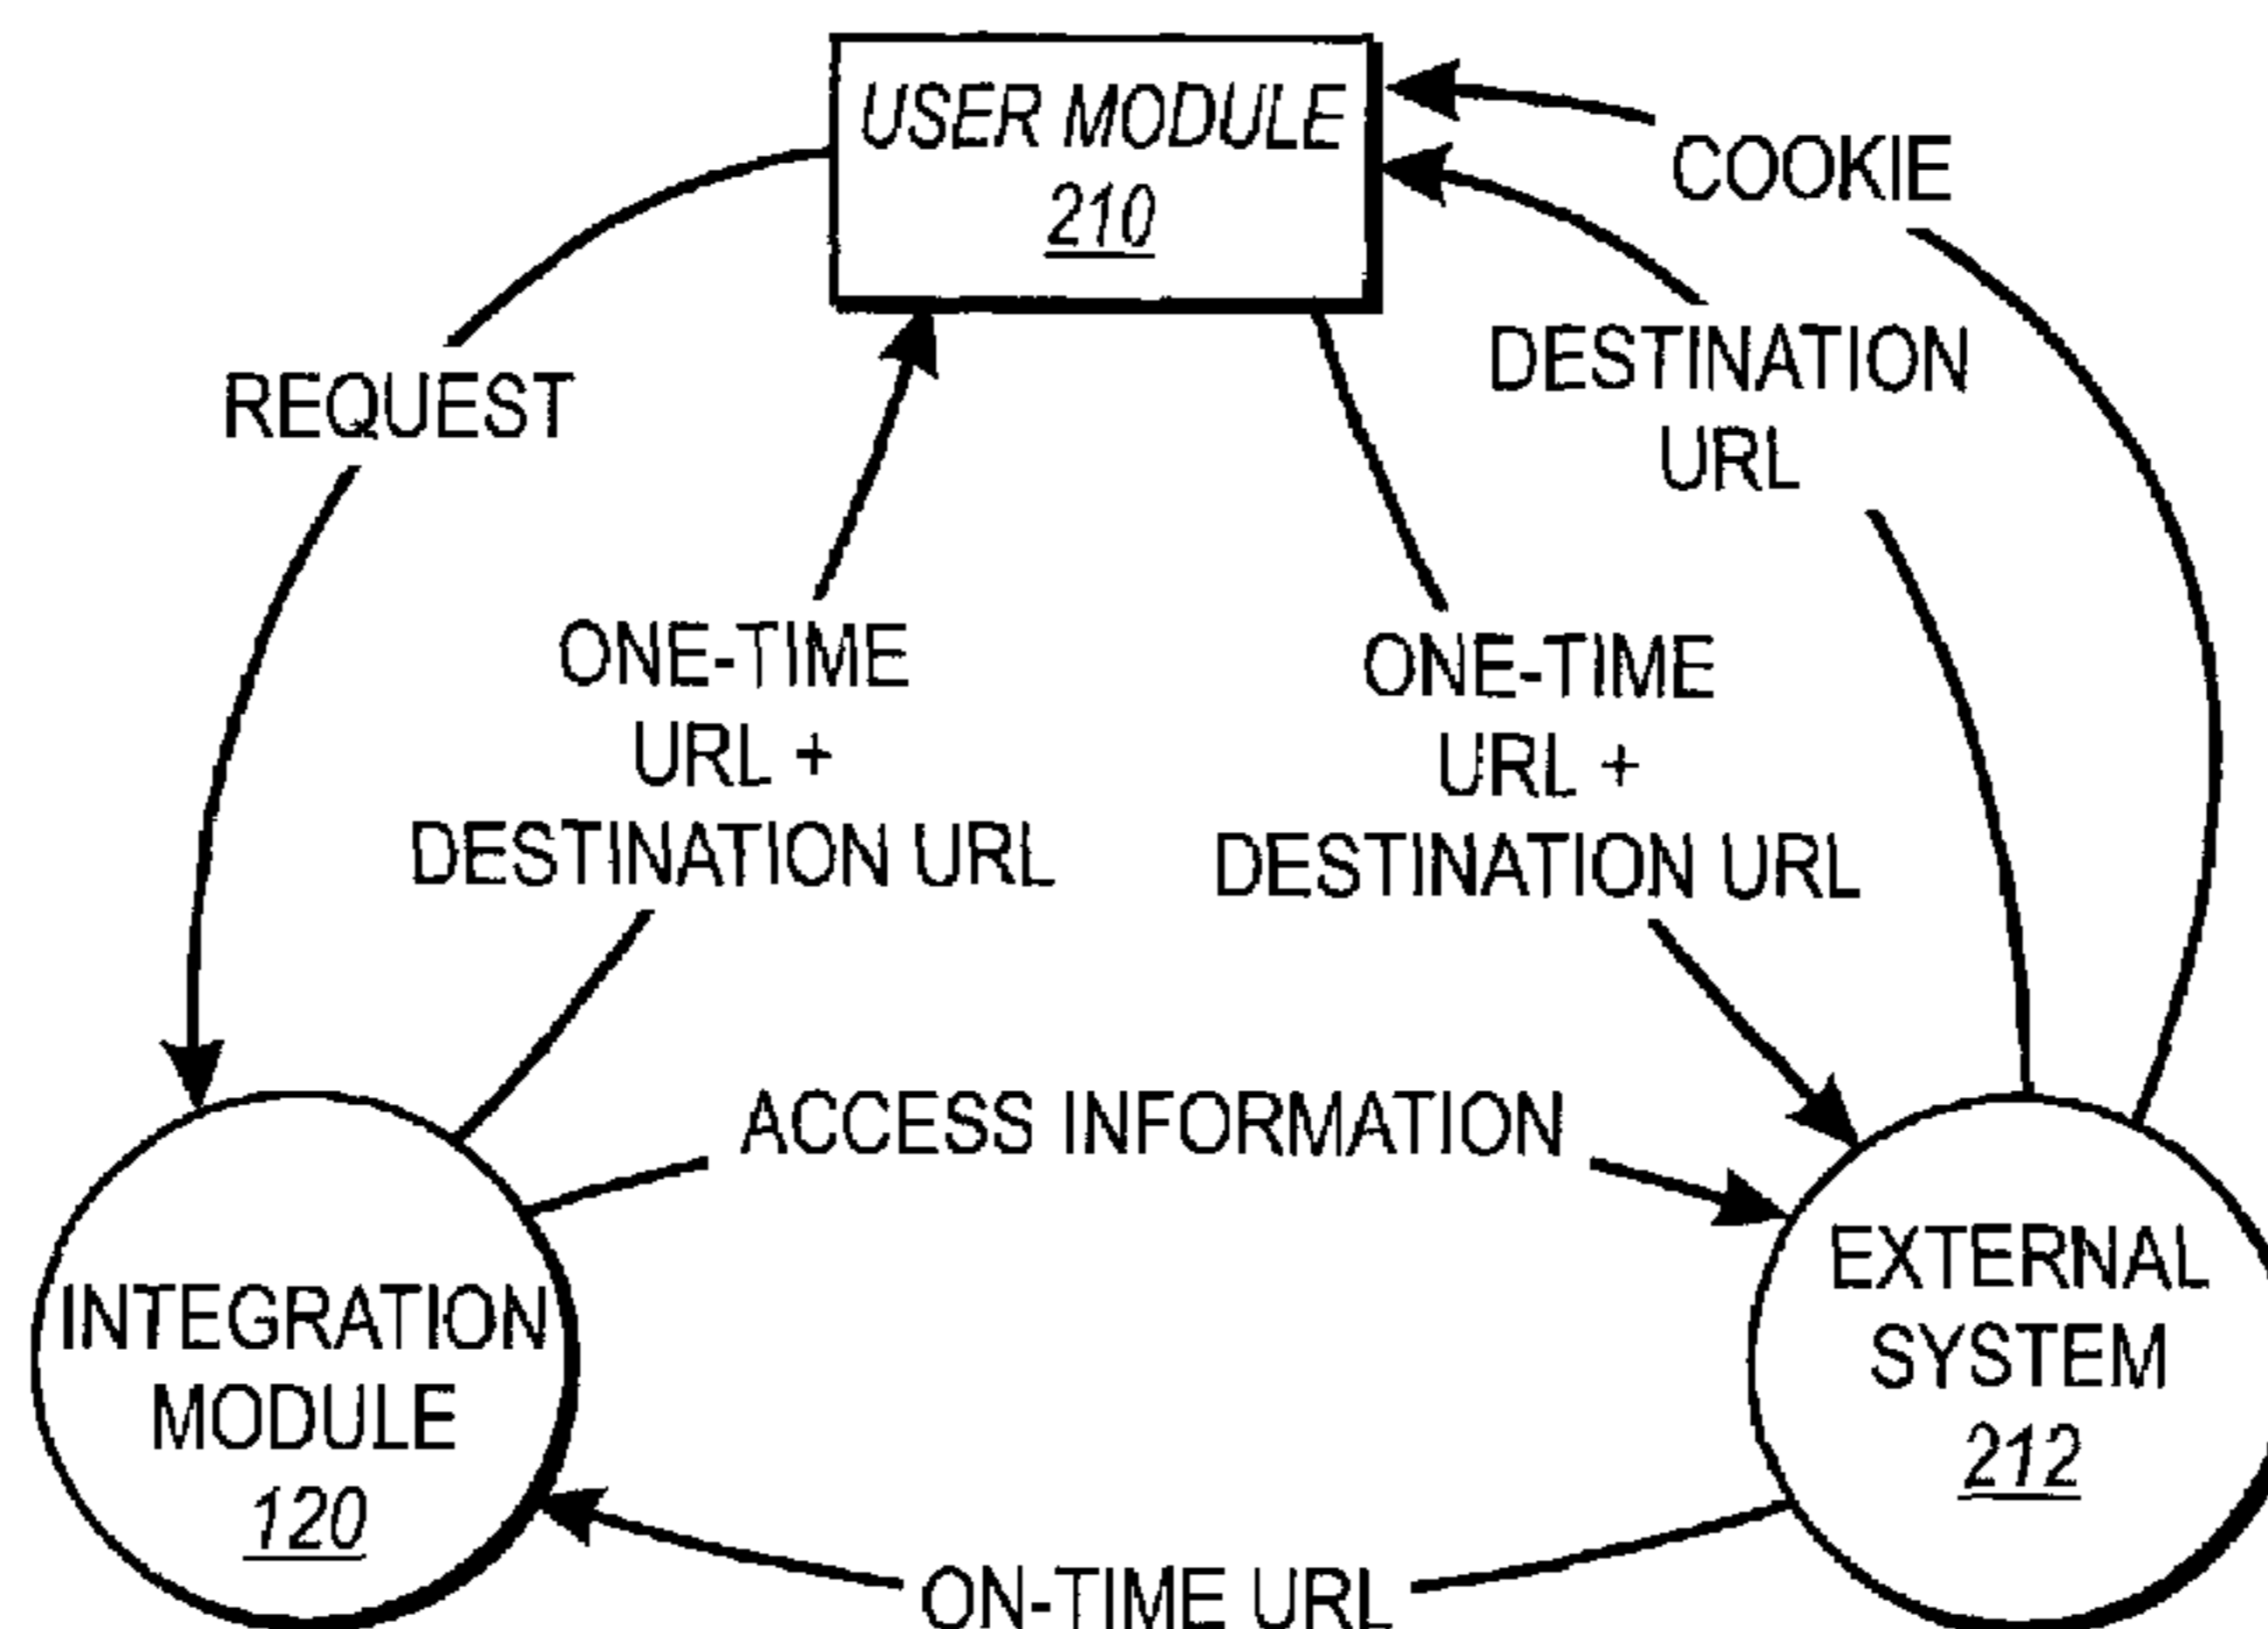 USER MODULE
210
COOKIE
DESTINATION
URL
REQUEST
ONE-TIME
URL +
DESTINATION URL
ONE-TIME
URL +
DESTINATION URL
ACCESS INFORMATION
INTEGRATION
MODULE
120
EXTERNAL
SYSTEM
212
ON-TIME URL